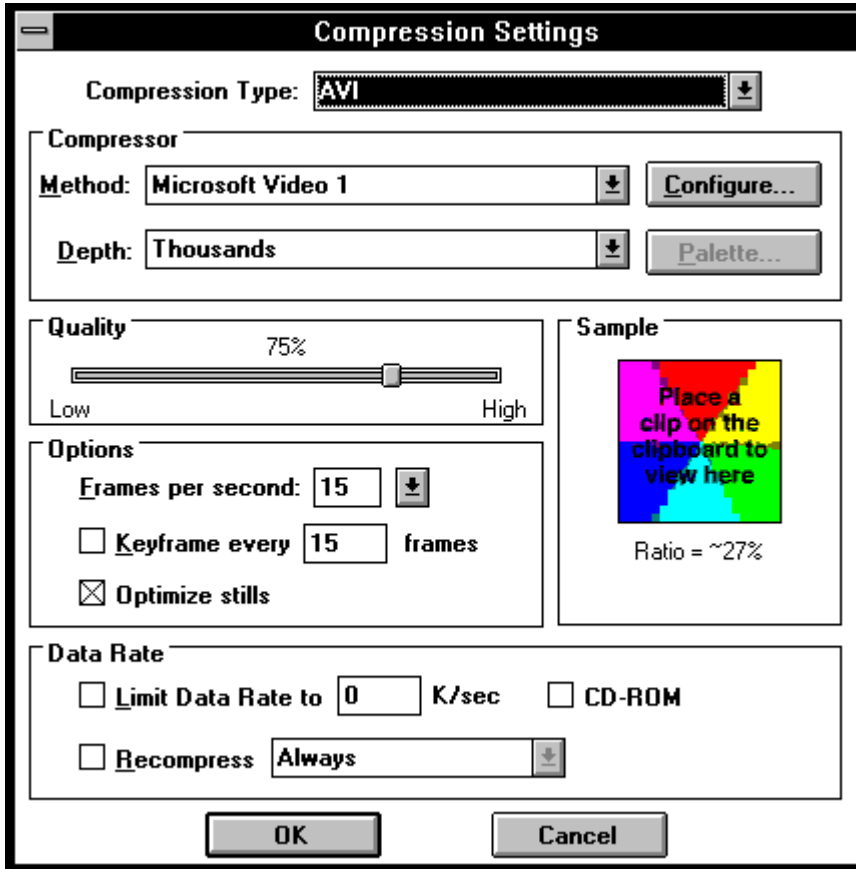 Compression Settings
Compression Type: AVI
Compressor
Method: Microsoft Video 1 Configure...
Depth: Thousands Palette...
Quality
75%
Low High
Sample
Place a
clip on the
clipboard to
view here
Ratio = ~27%
Options
Frames per second: 15
Keyframe every 15 frames
Optimize stills
Data Rate
Limit Data Rate to 0 K/sec CD-ROM
Recompress Always
OK Cancel